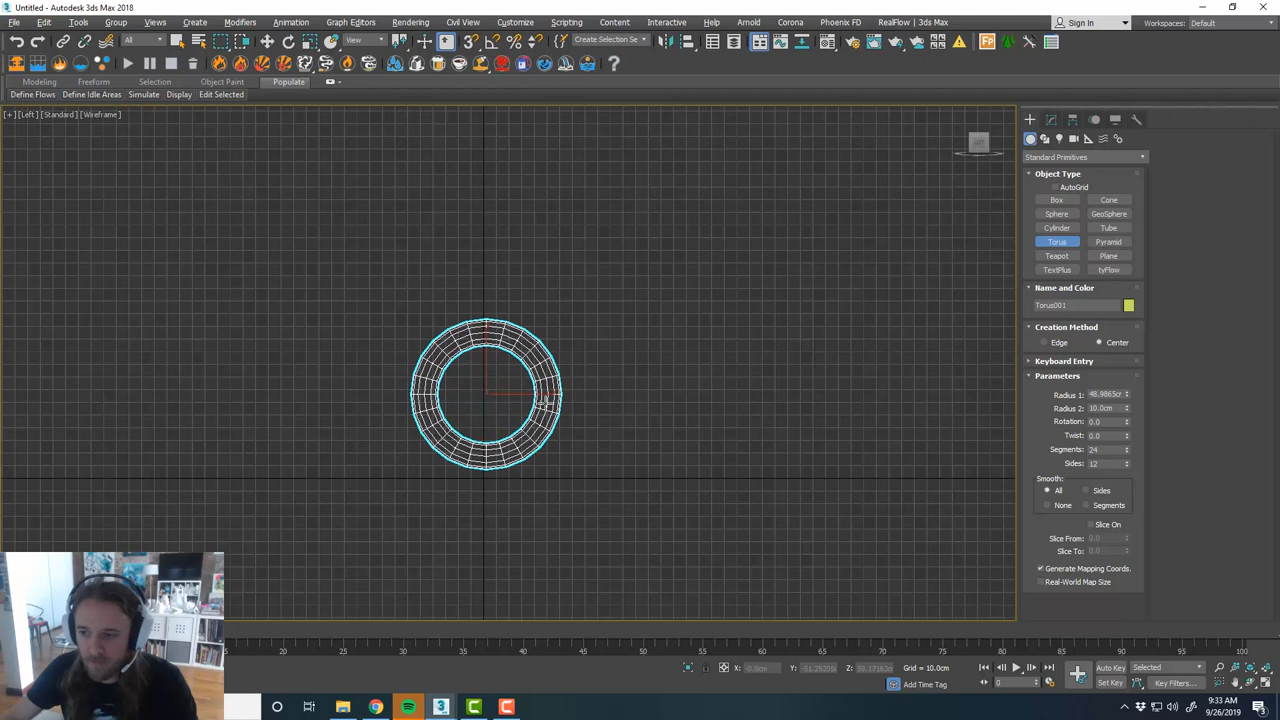 Untitled - Autodesk 3ds Max 2018
File Edit Tools Group Views Create Modifiers Animation Graph Editors Rendering Civil View Customize Scripting Content Interactive Max Arnold Corona Phoenix FD RealFlow | 3ds Max Sign In Workspaces: Default
All View Create Selection Se
Modeling Freeform Selection Object Paint Populate
Define Flows Define Idle Areas Simulate Display Edit Selected
[+] [Left] [Standard] [Wireframe]
Standard Primitives
Object Type
AutoGrid
Box Cone
Sphere GeoSphere
Cylinder Tube
Torus Pyramid
Teapot Plane
TextPlus tyFlow
Name and Color
Torus001
Creation Method
Edge Center
Keyboard Entry
Parameters
Radius 1: 48.9865cr
Radius 2: 10.0cm
Rotation: 0.0
Twist: 0.0
Segments: 24
Sides: 12
Smooth:
All Sides
None Segments
Slice On
Slice From: 0.0
Slice To: 0.0
Generate Mapping Coords.
Real-World Map Size
20 25 30 35 40 45 50 55 60 65 70 75 80 85 90 95 100
X: -0.0cm Y: Z: Grid = 10.0cm Auto Key Selected
Add Time Tag 0 Set Key Key Filters...
9:33 AM
9/26/2019